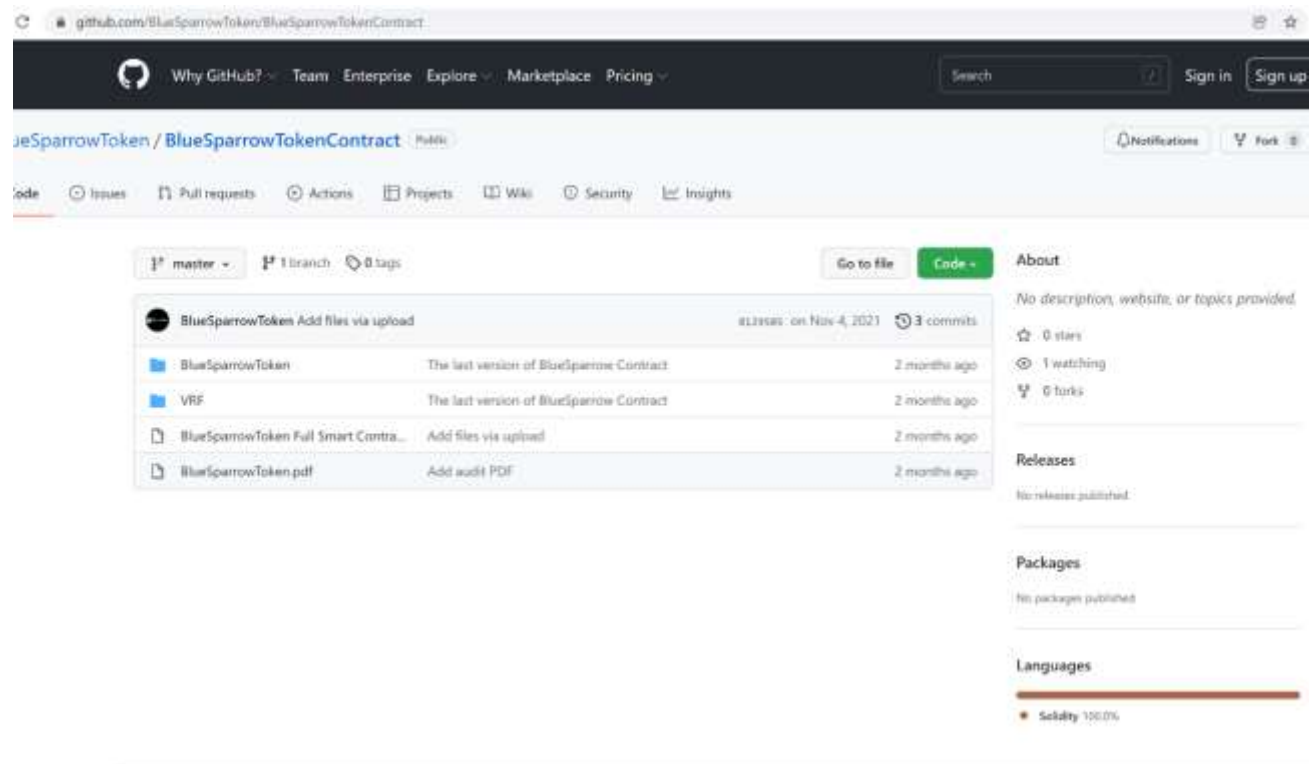 github.com/BlueSparrowToken/BlueSparrowTokenContract
Why GitHub? Team Enterprise Explore Marketplace Pricing Search / Sign in Sign up
ueSparrowToken / BlueSparrowTokenContract Public
Notifications Fork 0
ode Issues Pull requests Actions Projects Wiki Security Insights
master 1 branch 0 tags Go to file Code
BlueSparrowToken Add files via upload on Nov 4, 2021 3 commits
BlueSparrowToken The last version of BlueSparrow Contract 2 months ago
VRF The last version of BlueSparrow Contract 2 months ago
BlueSparrowToken Full Smart Contra... Add files via upload 2 months ago
BlueSparrowToken.pdf Add audit PDF 2 months ago
About
No description, website, or topics provided.
0 stars
1 watching
0 forks
Releases
No releases published
Packages
No packages published
Languages
Solidity 100.0%